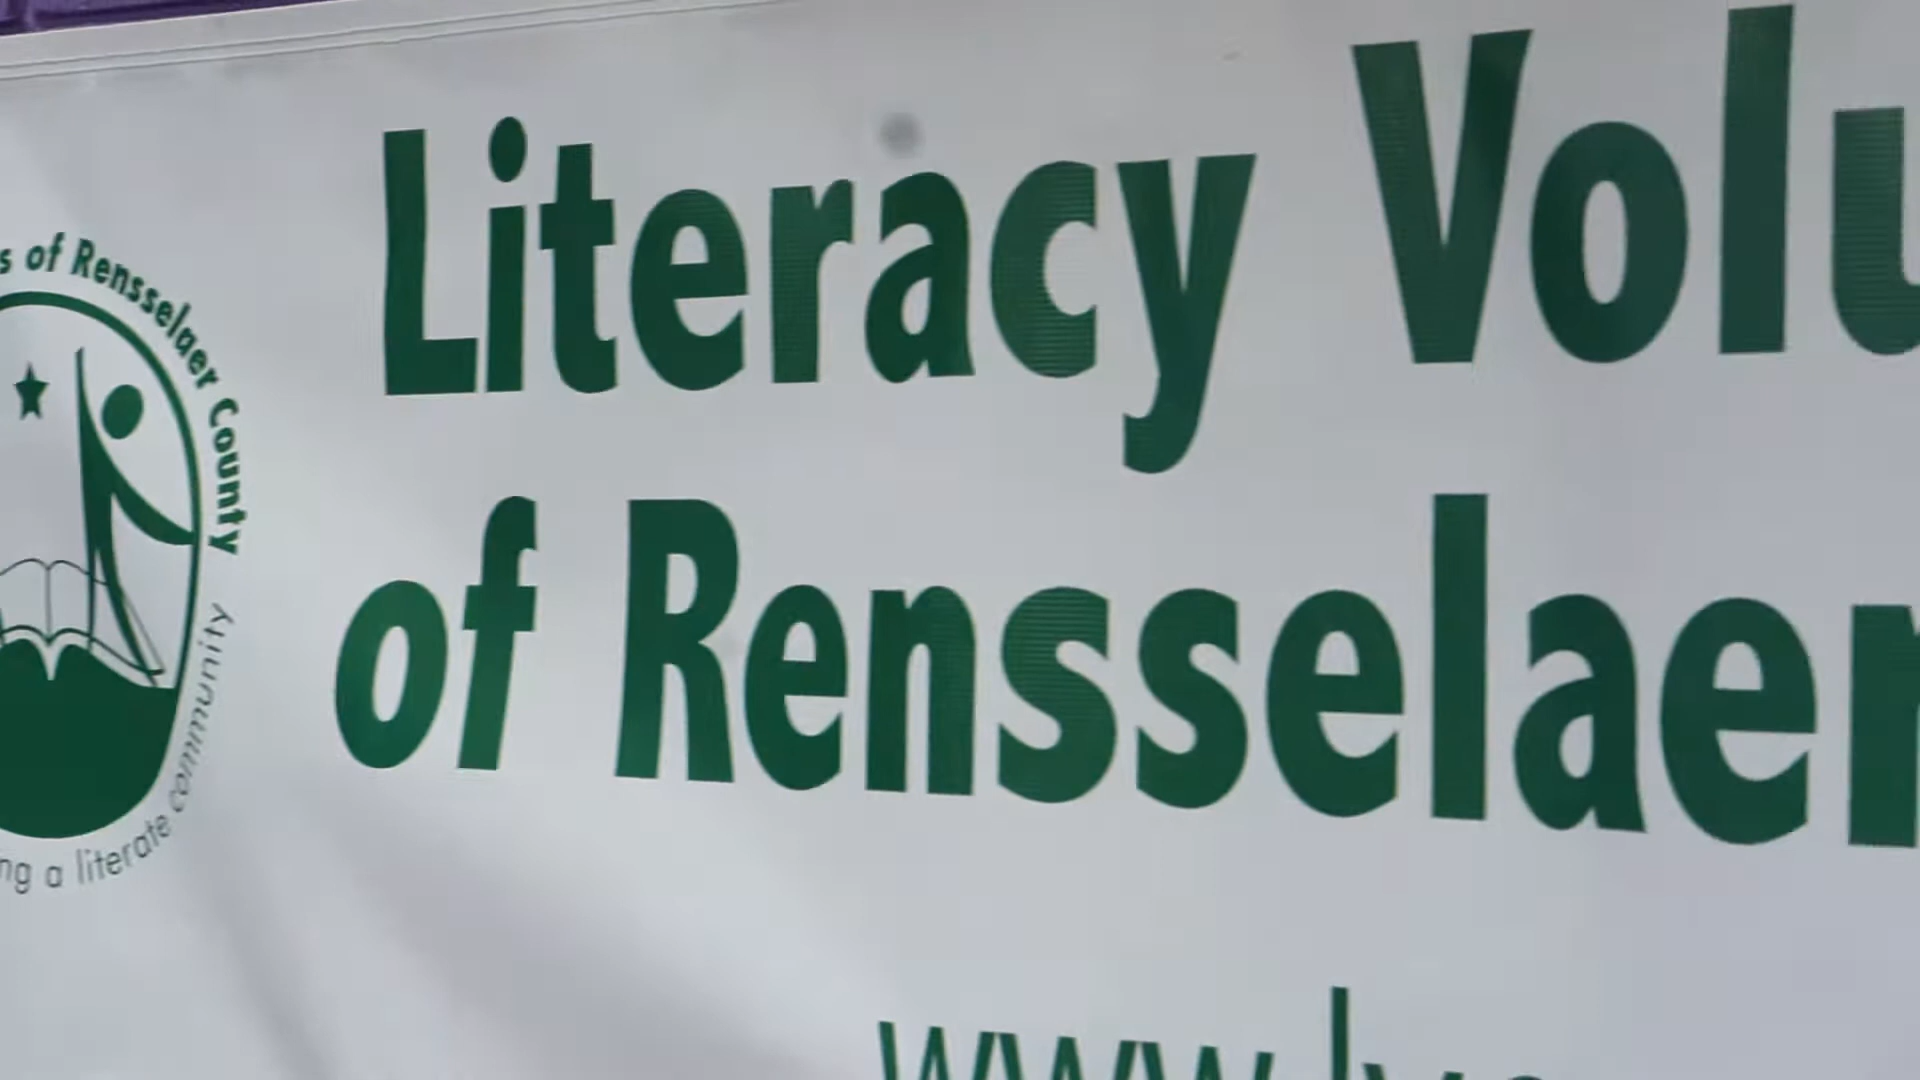 Literacy Volu
of Rensselaer
s of Rensselaer County
ng a literate community